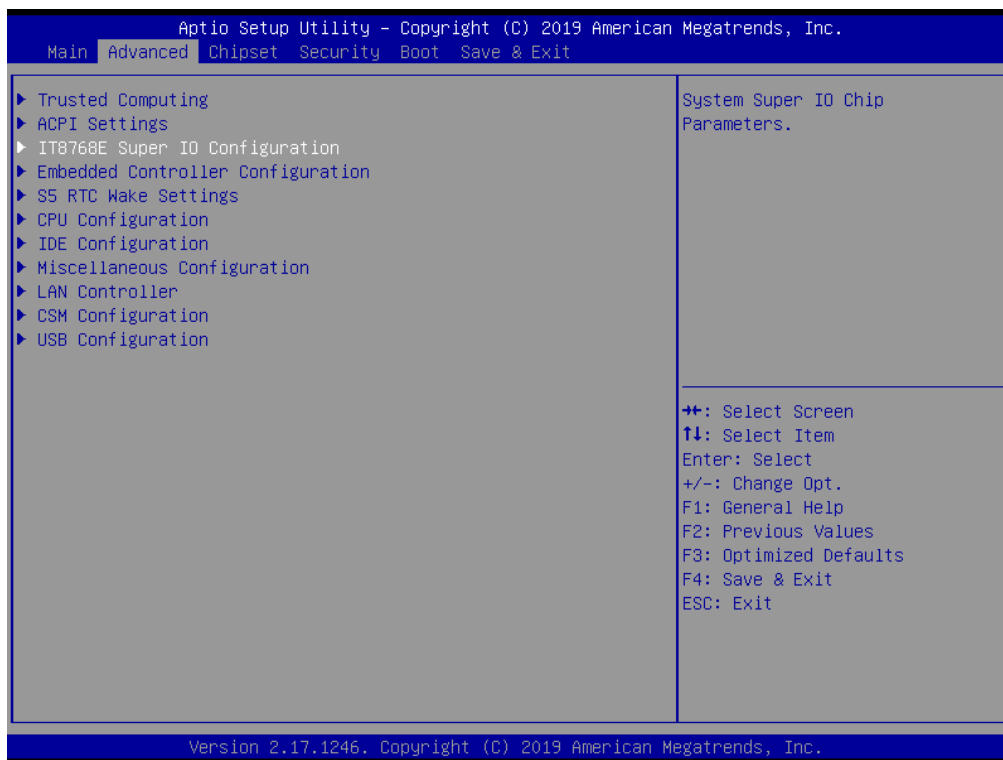 Aptio Setup Utility – Copyright (C) 2019 American Megatrends, Inc.
Main Advanced Chipset Security Boot Save & Exit
▶ Trusted Computing
▶ ACPI Settings
▶ IT8768E Super IO Configuration
▶ Embedded Controller Configuration
▶ S5 RTC Wake Settings
▶ CPU Configuration
▶ IDE Configuration
▶ Miscellaneous Configuration
▶ LAN Controller
▶ CSM Configuration
▶ USB Configuration
System Super IO Chip
Parameters.
→←: Select Screen
↑↓: Select Item
Enter: Select
+/-: Change Opt.
F1: General Help
F2: Previous Values
F3: Optimized Defaults
F4: Save & Exit
ESC: Exit
Version 2.17.1246. Copyright (C) 2019 American Megatrends, Inc.